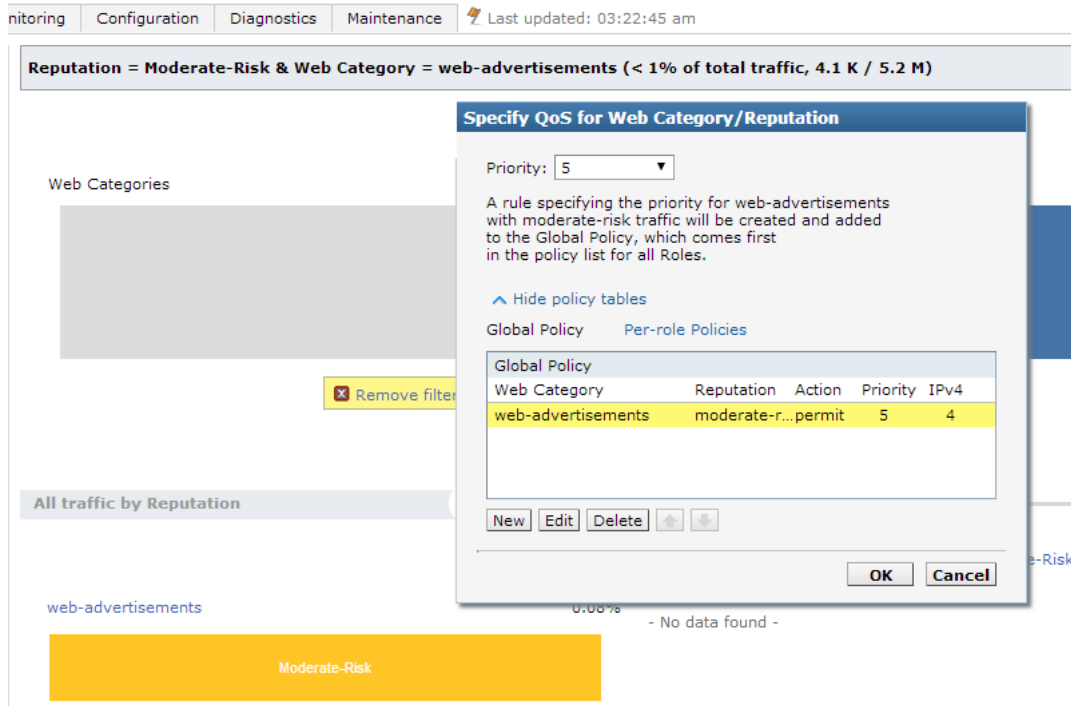 nitoring Configuration Diagnostics Maintenance Last updated: 03:22:45 am
Reputation = Moderate-Risk & Web Category = web-advertisements (< 1% of total traffic, 4.1 K / 5.2 M)
Specify QoS for Web Category/Reputation
Priority: 5
Web Categories
A rule specifying the priority for web-advertisements
with moderate-risk traffic will be created and added
to the Global Policy, which comes first
in the policy list for all Roles.
Hide policy tables
Global Policy Per-role Policies
Global Policy
Web Category Reputation Action Priority IPv4
web-advertisements moderate-r... permit 5 4
Remove filter
All traffic by Reputation
New Edit Delete
OK Cancel
e-Risk
web-advertisements 0.08%
- No data found -
Moderate-Risk